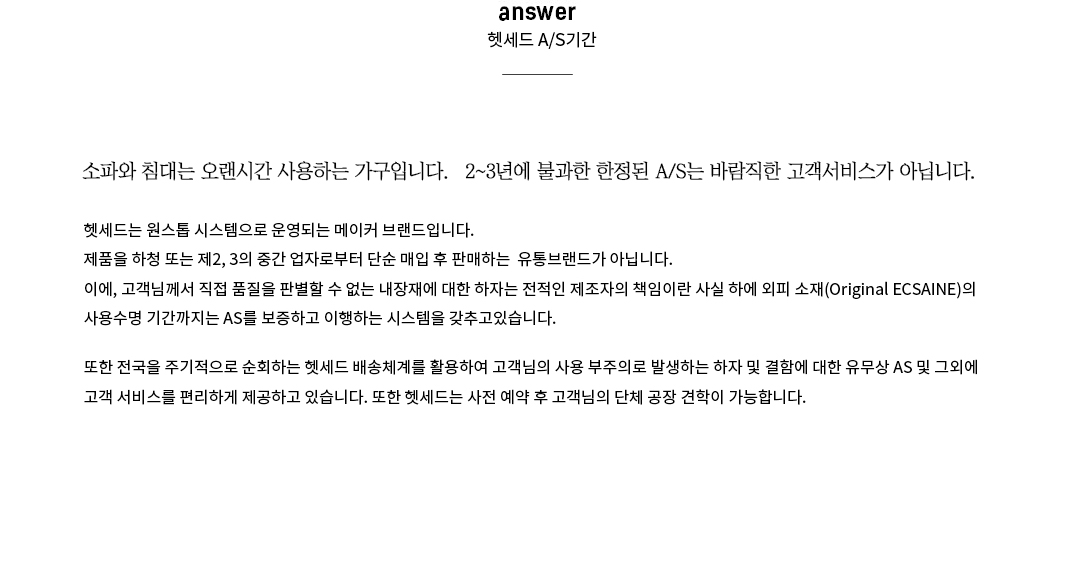 answer
헷세드 A/S기간
소파와 침대는 오랜시간 사용하는 가구입니다. 2~3년에 불과한 한정된 A/S는 바람직한 고객서비스가 아닙니다.
헷세드는 원스톱 시스템으로 운영되는 메이커 브랜드입니다.
제품을 하청 또는 제2, 3의 중간 업자로부터 단순 매입 후 판매하는 유통브랜드가 아닙니다.
이에, 고객님께서 직접 품질을 판별할 수 없는 내장재에 대한 하자는 전적인 제조자의 책임이란 사실 하에 외피 소재(Original ECSAINE)의
사용수명 기간까지는 AS를 보증하고 이행하는 시스템을 갖추고있습니다.
또한 전국을 주기적으로 순회하는 헷세드 배송체계를 활용하여 고객님의 사용 부주의로 발생하는 하자 및 결함에 대한 유무상 AS 및 그외에
고객 서비스를 편리하게 제공하고 있습니다. 또한 헷세드는 사전 예약 후 고객님의 단체 공장 견학이 가능합니다.